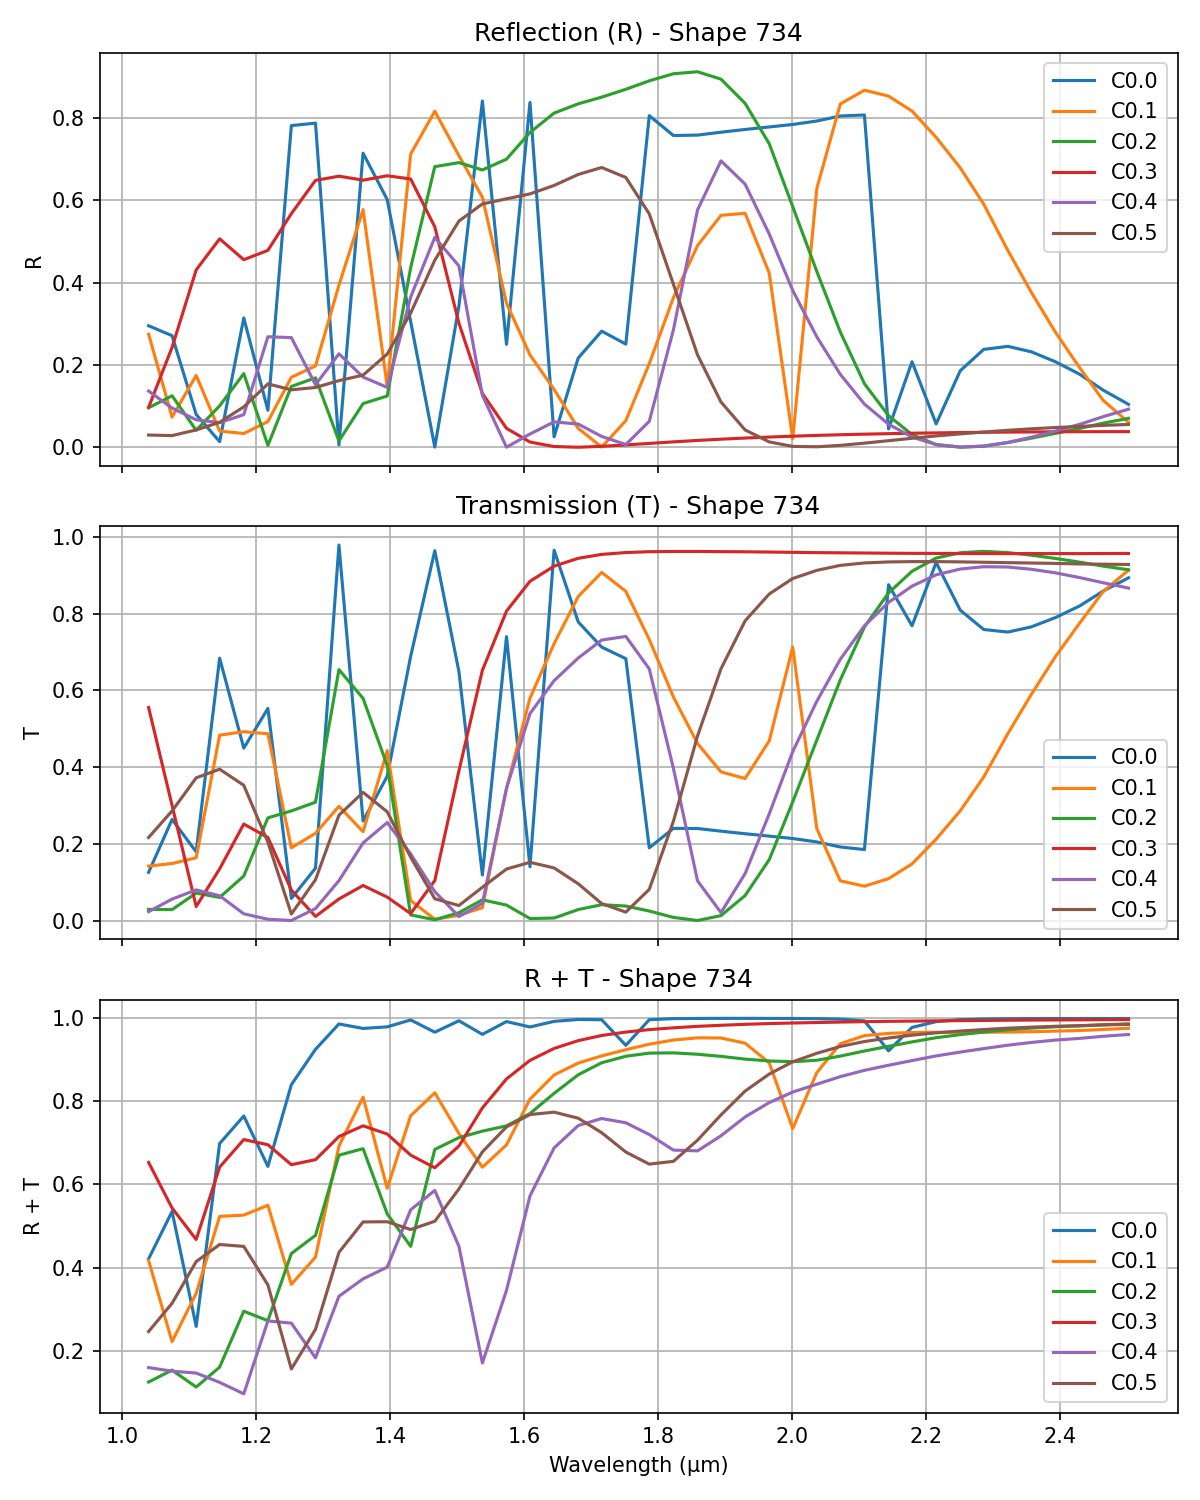 Reflection (R) - Shape 734
0.8
0.6
0.4
0.2
0.0
R
C0.0
C0.1
C0.2
C0.3
C0.4
C0.5
Transmission (T) - Shape 734
1.0
0.8
0.6
0.4
0.2
0.0
T
C0.0
C0.1
C0.2
C0.3
C0.4
C0.5
R + T - Shape 734
1.0
0.8
0.6
0.4
0.2
R + T
C0.0
C0.1
C0.2
C0.3
C0.4
C0.5
1.0 1.2 1.4 1.6 1.8 2.0 2.2 2.4
Wavelength (μm)